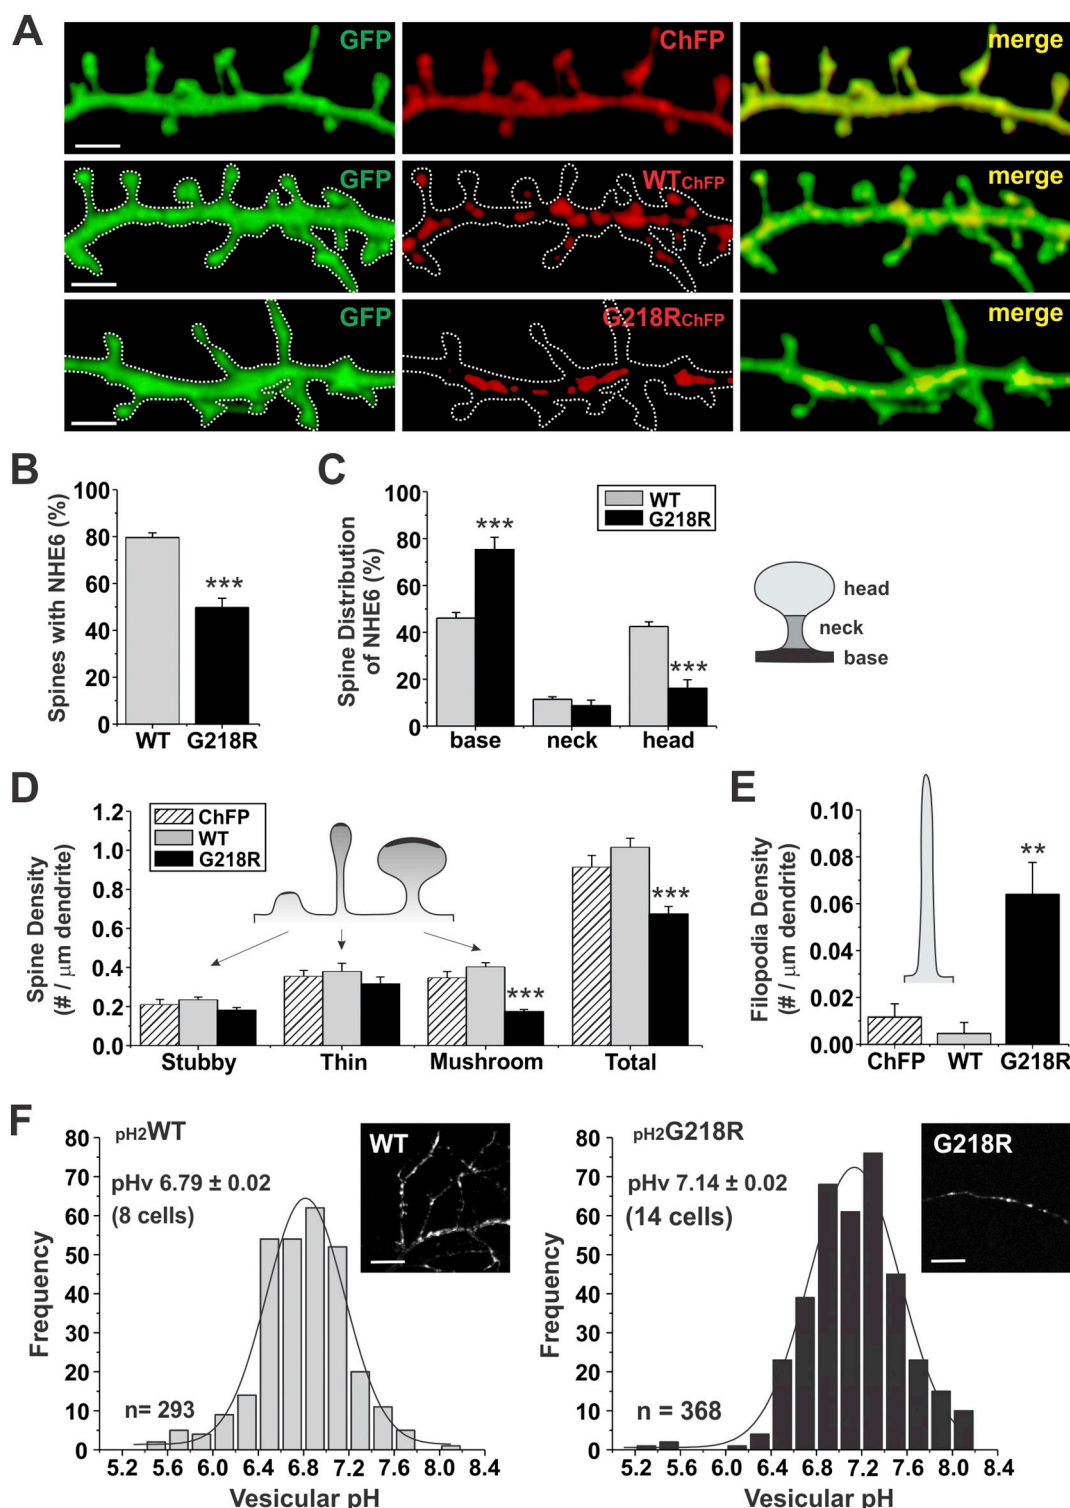 A
GFP
ChFP
merge
GFP
WTChFP
merge
GFP
G218RChFP
merge
B
Spines with NHE6 (%)
100
80
60
40
20
0
***
WT G218R
C
Spine Distribution
of NHE6 (%)
100
80
60
40
20
0
WT
G218R
***
***
base neck head
head
neck
base
D
Spine Density
(# / μm dendrite)
1.2
1.0
0.8
0.6
0.4
0.2
0.0
ChFP
WT
G218R
***
***
Stubby Thin Mushroom Total
E
Filopodia Density
(# / μm dendrite)
0.10
0.08
0.06
0.04
0.02
0.00
**
ChFP WT G218R
F
pH2WT
pHv 6.79 ± 0.02
(8 cells)
n= 293
WT
Frequency
80
70
60
50
40
30
20
10
0
5.2 5.6 6.0 6.4 6.8 7.2 7.6 8.0 8.4
Vesicular pH
pH2G218R
pHv 7.14 ± 0.02
(14 cells)
n = 368
G218R
Frequency
80
70
60
50
40
30
20
10
0
5.2 5.6 6.0 6.4 6.8 7.2 7.6 8.0 8.4
Vesicular pH